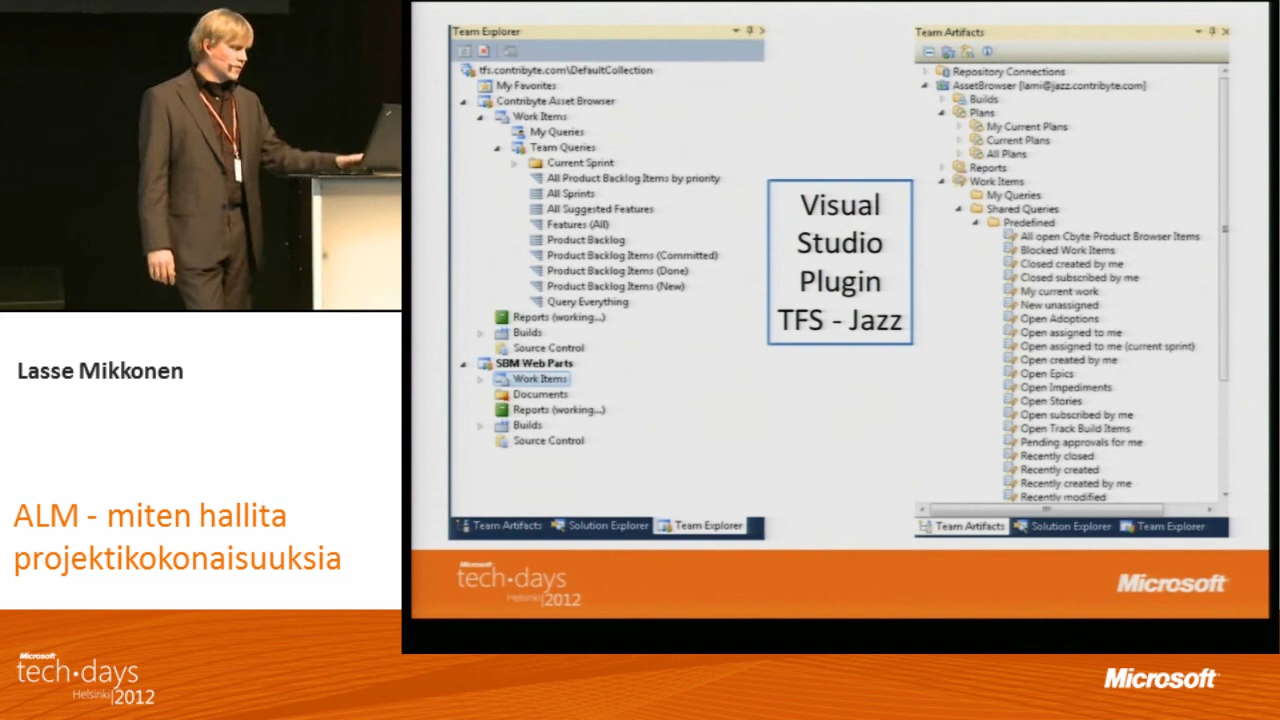 Team Explorer
tfs.contribyte.com\DefaultCollection
My Favorites
Contribyte Asset Browser
Work Items
My Queries
Team Queries
Current Sprint
All Product Backlog Items by priority
All Sprints
All Suggested Features
Features (All)
Product Backlog
Product Backlog Items (Committed)
Product Backlog Items (Done)
Product Backlog Items (New)
Query Everything
Reports (working...)
Builds
Source Control
SBM Web Parts
Work Items
Documents
Reports (working...)
Builds
Source Control
Team Artifacts
Solution Explorer
Team Explorer
Visual
Studio
Plugin
TFS - Jazz
Team Artifacts
Repository Connections
AssetBrowser [lami@jazz.contribyte.com]
Builds
Plans
My Current Plans
Current Plans
All Plans
Reports
Work Items
My Queries
Shared Queries
Predefined
All open Cbyte Product Browser Items
Blocked Work Items
Closed created by me
Closed subscribed by me
My current work
New unassigned
Open Adoptions
Open assigned to me
Open assigned to me (current sprint)
Open created by me
Open Epics
Open Impediments
Open Stories
Open subscribed by me
Open Track Build Items
Pending approvals for me
Recently closed
Recently created
Recently created by me
Recently modified
Team Artifacts
Solution Explorer
Team Explorer
Microsoft
tech·days
Helsinki|2012
Microsoft
Lasse Mikkonen
ALM - miten hallita
projektikokonaisuuksia
Microsoft
tech·days
Helsinki|2012
Microsoft